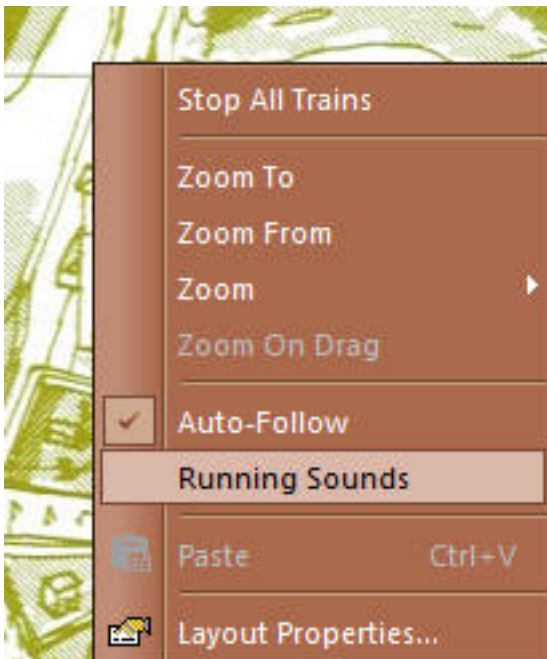 Stop All Trains
Zoom To
Zoom From
Zoom
Zoom On Drag
Auto-Follow
Running Sounds
Paste Ctrl+V
Layout Properties...